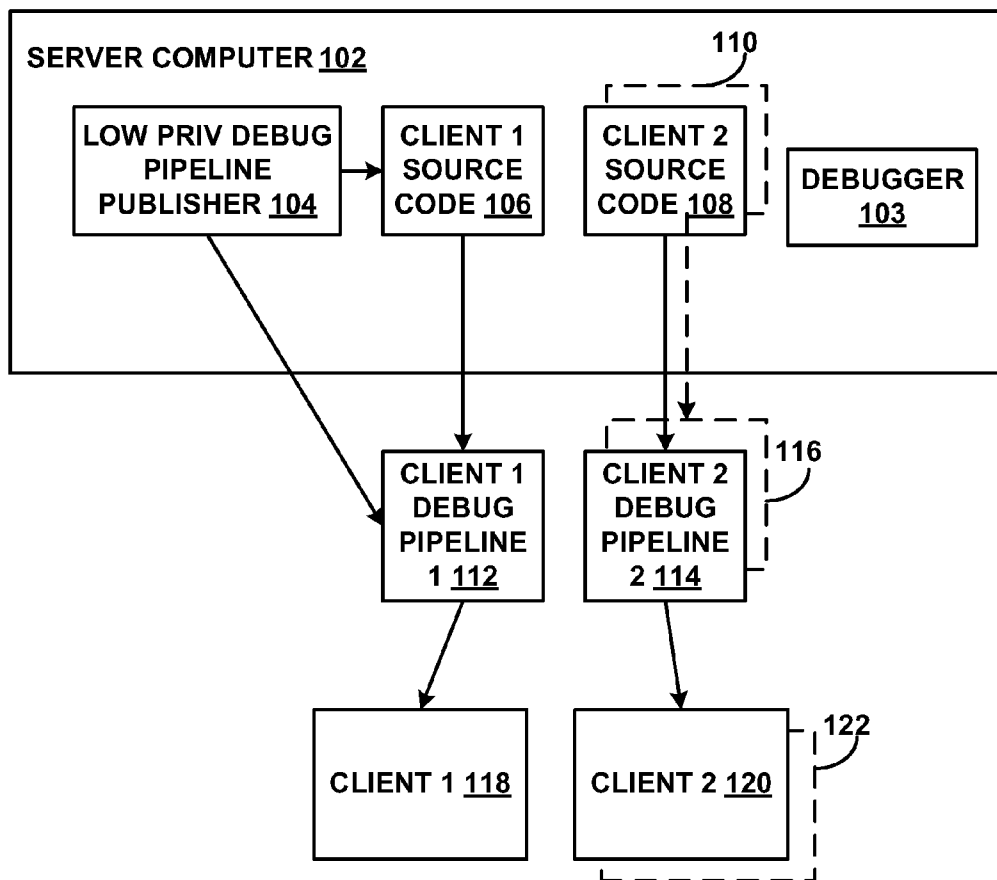 SERVER COMPUTER 102
110
LOW PRIV DEBUG
PIPELINE
PUBLISHER 104
CLIENT 1
SOURCE
CODE 106
CLIENT 2
SOURCE
CODE 108
DEBUGGER
103
CLIENT 1
DEBUG
PIPELINE
1 112
CLIENT 2
DEBUG
PIPELINE
2 114
116
CLIENT 1 118
CLIENT 2 120
122